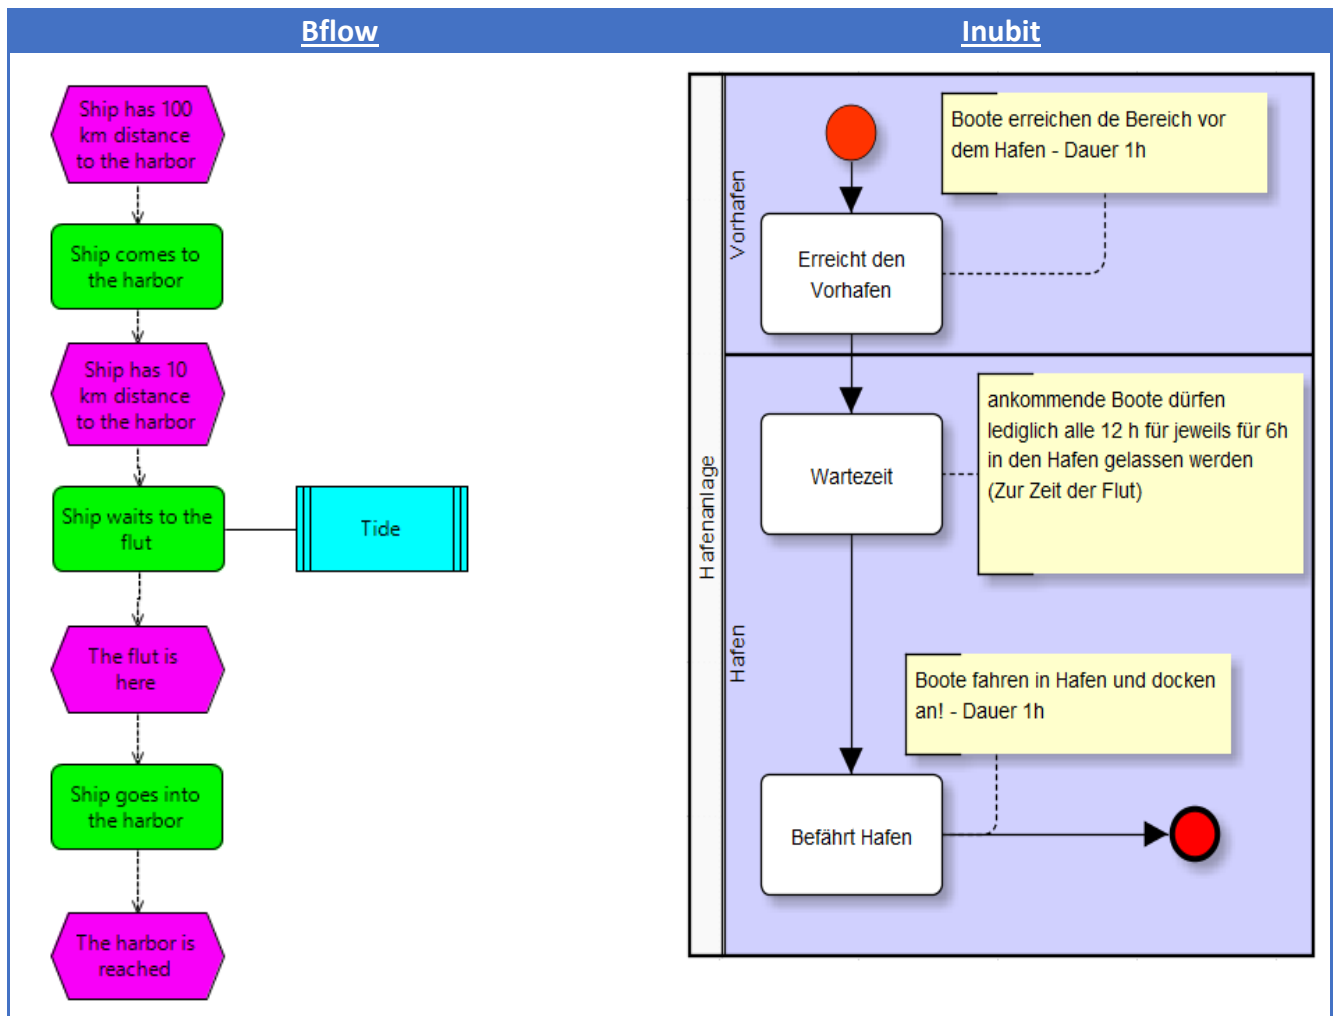 Bflow
Inubit
Ship has 100
km distance
to the harbor
Ship comes to
the harbor
Ship has 10
km distance
to the harbor
Ship waits to the
flut
Tide
The flut is
here
Ship goes into
the harbor
The harbor is
reached
Hafenanlage
Vorhafen
Boote erreichen de Bereich vor
dem Hafen - Dauer 1h
Erreicht den
Vorhafen
Hafen
ankommende Boote dürfen
lediglich alle 12 h für jeweils für 6h
in den Hafen gelassen werden
(Zur Zeit der Flut)
Wartezeit
Boote fahren in Hafen und docken
an! - Dauer 1h
Befährt Hafen